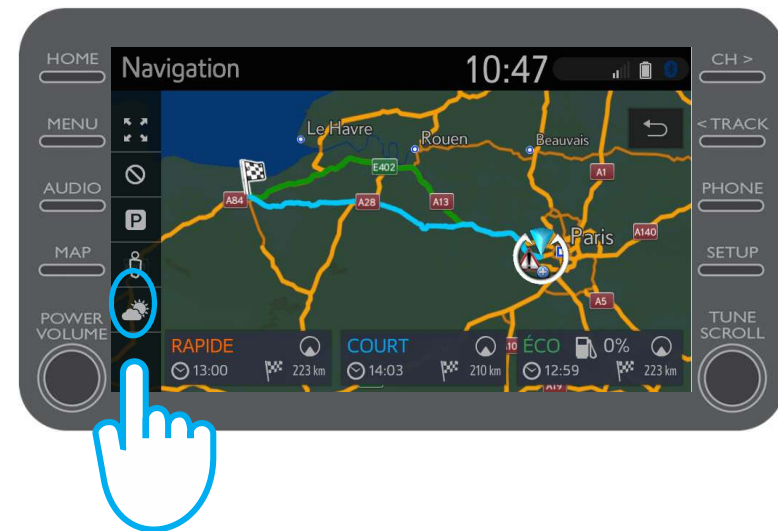 HOME
MENU
AUDIO
MAP
POWER
VOLUME
Navigation
10:47
P
Le Havre
Rouen
Beauvais
E402
A1
A84
A28
A13
Paris
A140
A5
10
A19
RAPIDE
13:00
223 km
COURT
14:03
210 km
ÉCO
0%
12:59
223 km
CH >
< TRACK
PHONE
SETUP
TUNE
SCROLL